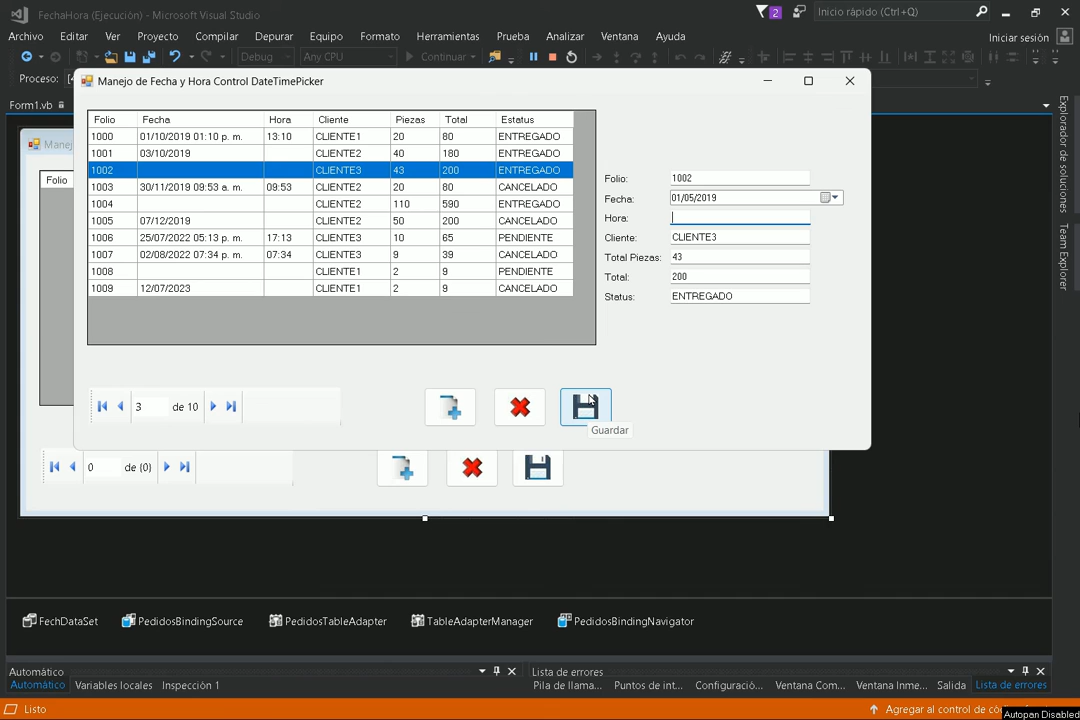 FechaHora (Ejecución) - Microsoft Visual Studio
2
Inicio rápido (Ctrl+Q)
Archivo Editar Ver Proyecto Compilar Depurar Equipo Formato Herramientas Prueba Analizar Ventana Ayuda
Iniciar sesión
Debug Any CPU Continuar
Proceso:
Manejo de Fecha y Hora Control DateTimePicker
Form1.vb
Manej
Folio
Folio Fecha Hora Cliente Piezas Total Estatus
1000 01/10/2019 01:10 p. m. 13:10 CLIENTE1 20 80 ENTREGADO
1001 03/10/2019 CLIENTE2 40 180 ENTREGADO
1002 CLIENTE3 43 200 ENTREGADO
1003 30/11/2019 09:53 a. m. 09:53 CLIENTE2 20 80 CANCELADO
1004 CLIENTE2 110 590 ENTREGADO
1005 07/12/2019 CLIENTE2 50 200 CANCELADO
1006 25/07/2022 05:13 p. m. 17:13 CLIENTE3 10 65 PENDIENTE
1007 02/08/2022 07:34 p. m. 07:34 CLIENTE3 9 39 CANCELADO
1008 CLIENTE1 2 9 PENDIENTE
1009 12/07/2023 CLIENTE1 2 9 CANCELADO
Folio: 1002
Fecha: 01/05/2019
Hora:
Cliente: CLIENTE3
Total Piezas: 43
Total: 200
Status: ENTREGADO
Explorador de soluciones
Team Explorer
3 de 10
Guardar
0 de (0)
FechDataSet PedidosBindingSource PedidosTableAdapter TableAdapterManager PedidosBindingNavigator
Automático
Lista de errores
Automático Variables locales Inspección 1
Pila de llama... Puntos de int... Configuració... Ventana Com... Ventana Inme... Salida Lista de errores
Listo
Agregar al control de có
Autopan Disabled